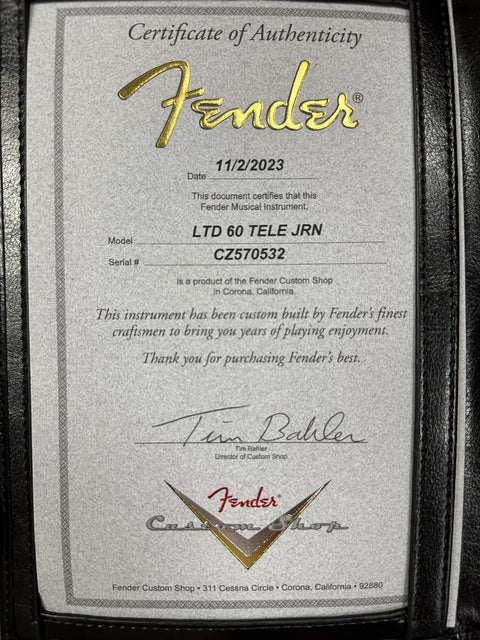 Certificate of Authenticity
Fender®
Date 11/2/2023
This document certifies that this
Fender Musical Instrument,
Model LTD 60 TELE JRN
Serial # CZ570532
is a product of the Fender Custom Shop
in Corona, California.
This instrument has been custom built by Fender's finest
craftsmen to bring you years of playing enjoyment.
Thank you for purchasing Fender's best.
Tim Bahler
Tim Bahler
Director of Custom Shop
Fender
Custom Shop
Fender Custom Shop • 311 Cessna Circle • Corona, California • 92880